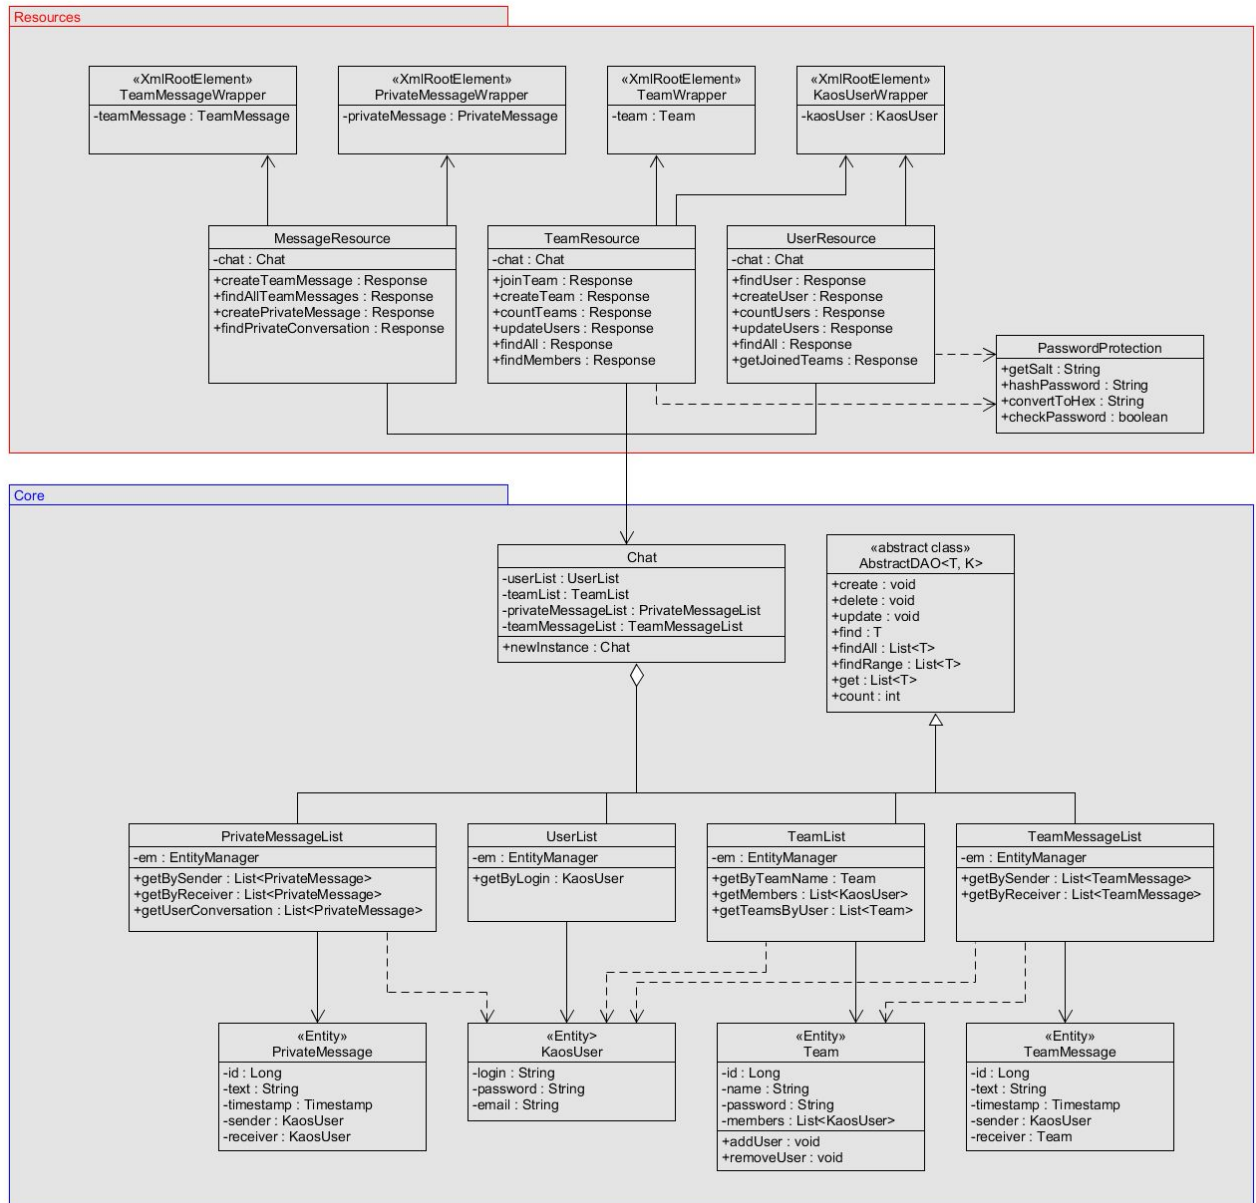 Resources
«XmlRootElement»
TeamMessageWrapper
-teamMessage : TeamMessage
«XmlRootElement»
PrivateMessageWrapper
-privateMessage : PrivateMessage
«XmlRootElement»
TeamWrapper
-team : Team
«XmlRootElement»
KaosUserWrapper
-kaosUser : KaosUser
MessageResource
-chat : Chat
+createTeamMessage : Response
+findAllTeamMessages : Response
+createPrivateMessage : Response
+findPrivateConversation : Response
TeamResource
-chat : Chat
+joinTeam : Response
+createTeam : Response
+countTeams : Response
+updateUsers : Response
+findAll : Response
+findMembers : Response
UserResource
-chat : Chat
+findUser : Response
+createUser : Response
+countUsers : Response
+updateUsers : Response
+findAll : Response
+getJoinedTeams : Response
PasswordProtection
+getSalt : String
+hashPassword : String
+convertToHex : String
+checkPassword : boolean
Core
Chat
-userList : UserList
-teamList : TeamList
-privateMessageList : PrivateMessageList
-teamMessageList : TeamMessageList
+newInstance : Chat
«abstract class»
AbstractDAO<T, K>
+create : void
+delete : void
+update : void
+find : T
+findAll : List<T>
+findRange : List<T>
+get : List<T>
+count : int
PrivateMessageList
-em : EntityManager
+getBySender : List<PrivateMessage>
+getByReceiver : List<PrivateMessage>
+getUserConversation : List<PrivateMessage>
UserList
-em : EntityManager
+getByLogin : KaosUser
TeamList
-em : EntityManager
+getByTeamName : Team
+getMembers : List<KaosUser>
+getTeamsByUser : List<Team>
TeamMessageList
-em : EntityManager
+getBySender : List<TeamMessage>
+getByReceiver : List<TeamMessage>
«Entity»
PrivateMessage
-id : Long
-text : String
-timestamp : Timestamp
-sender : KaosUser
-receiver : KaosUser
«Entity>
KaosUser
-login : String
-password : String
-email : String
«Entity»
Team
-id : Long
-name : String
-password : String
-members : List<KaosUser>
+addUser : void
+removeUser : void
«Entity»
TeamMessage
-id : Long
-text : String
-timestamp : Timestamp
-sender : KaosUser
-receiver : Team